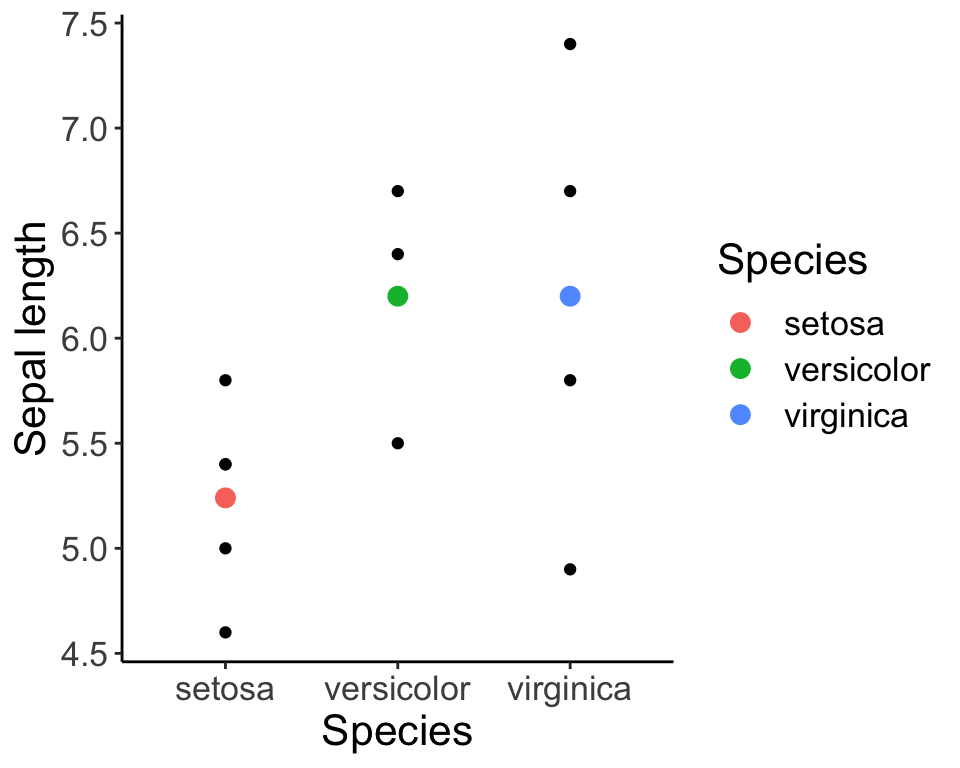 7.5
7.0
6.5
6.0
5.5
5.0
4.5
Sepal length
setosa versicolor virginica
Species
Species
setosa
versicolor
virginica